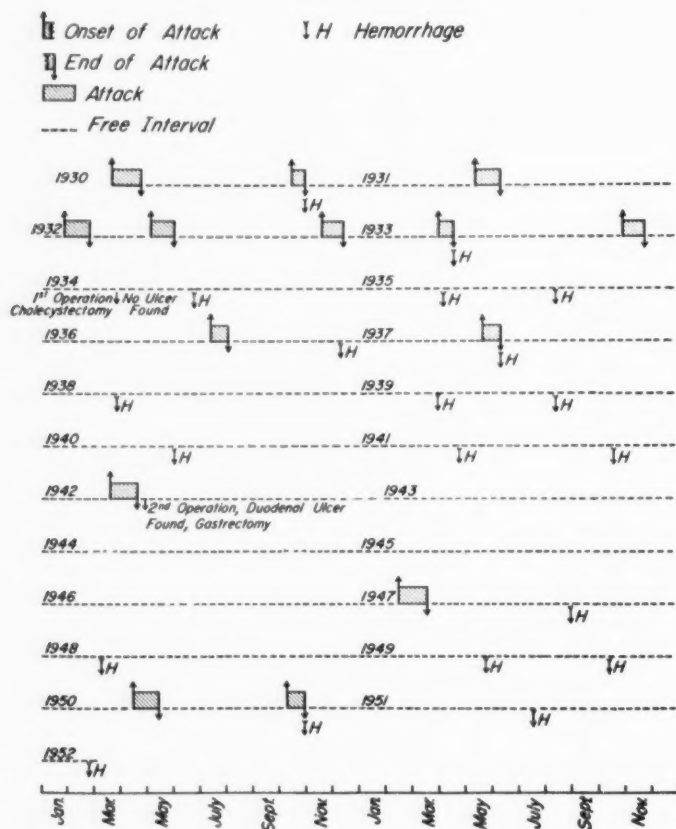 Onset of Attack H Hemorrhage
End of Attack
Attack
Free Interval
1930 1931
H
1932 1933
H
1934 1935
1st Operation No Ulcer H H H
Cholecystectomy Found
1936 1937
H H
1938 1939
H H H
1940 1941
H H H
1942 1943
2nd Operation, Duodenal Ulcer
Found, Gastrectomy
1944 1945
1946 1947
H
1948 1949
H H H
1950 1951
H H
1952
H
Jan. Mar. May July Sept Nov. Jan Mar. May July Sept Nov.